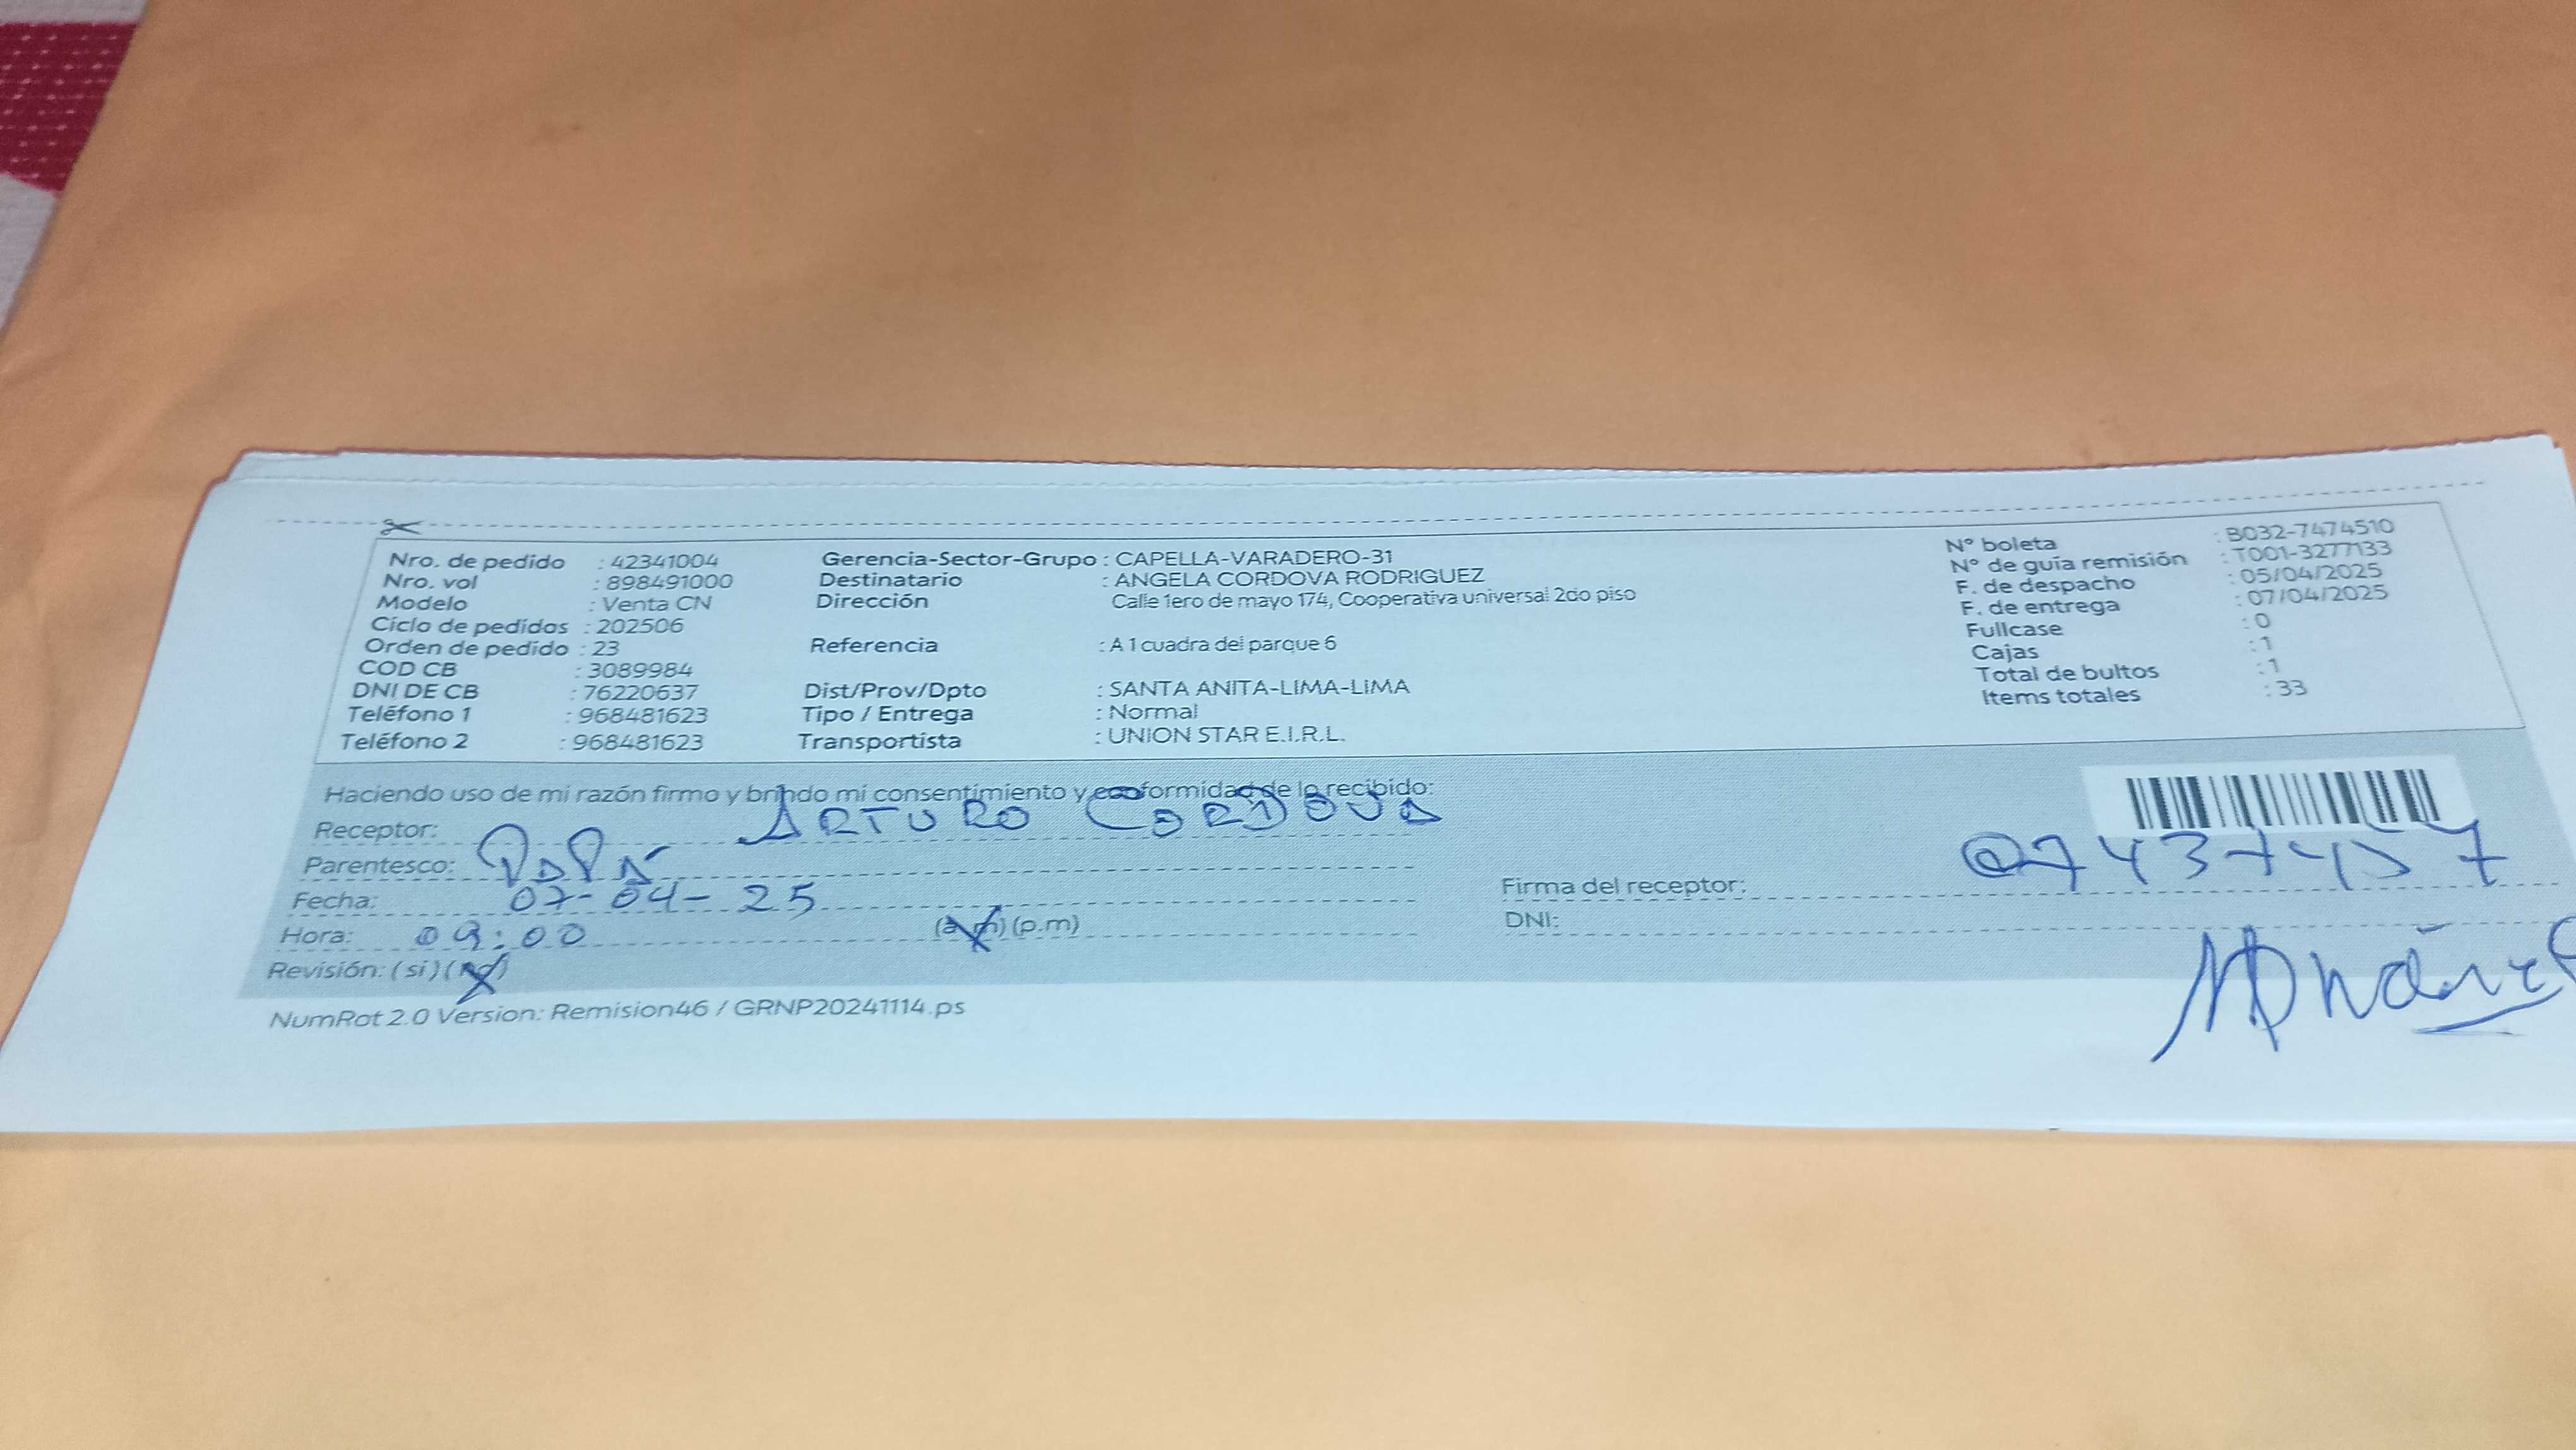 Nro. de pedido : 42341004
Nro. vol : 898491000
Modelo : Venta CN
Ciclo de pedidos : 202506
Orden de pedido : 23
COD CB : 3089984
DNI DE CB : 76220637
Teléfono 1 : 968481623
Teléfono 2 : 968481623
Gerencia-Sector-Grupo : CAPELLA-VARADERO-31
Destinatario : ANGELA CORDOVA RODRIGUEZ
Dirección Calle 1ero de mayo 174, Cooperativa universal 2do piso
Referencia : A 1 cuadra del parque 6
Dist/Prov/Dpto : SANTA ANITA-LIMA-LIMA
Tipo / Entrega : Normal
Transportista : UNION STAR E.I.R.L.
N° boleta : B032-7474510
N° de guía remisión : T001-3277133
F. de despacho : 05/04/2025
F. de entrega : 07/04/2025
Fullcase : 0
Cajas : 1
Total de bultos : 1
Items totales : 33
Haciendo uso de mi razón firmo y brindo mi consentimiento y conformidad de lo recibido:
Receptor: ARTURO CORDOVA
Parentesco: PAPÁ
Fecha: 07-04-25
Hora: 09:00 (a.m) (p.m)
Revisión: (si) (no)
Firma del receptor:
DNI:
NumRot 2.0 Version: Remision46 / GRNP20241114.ps